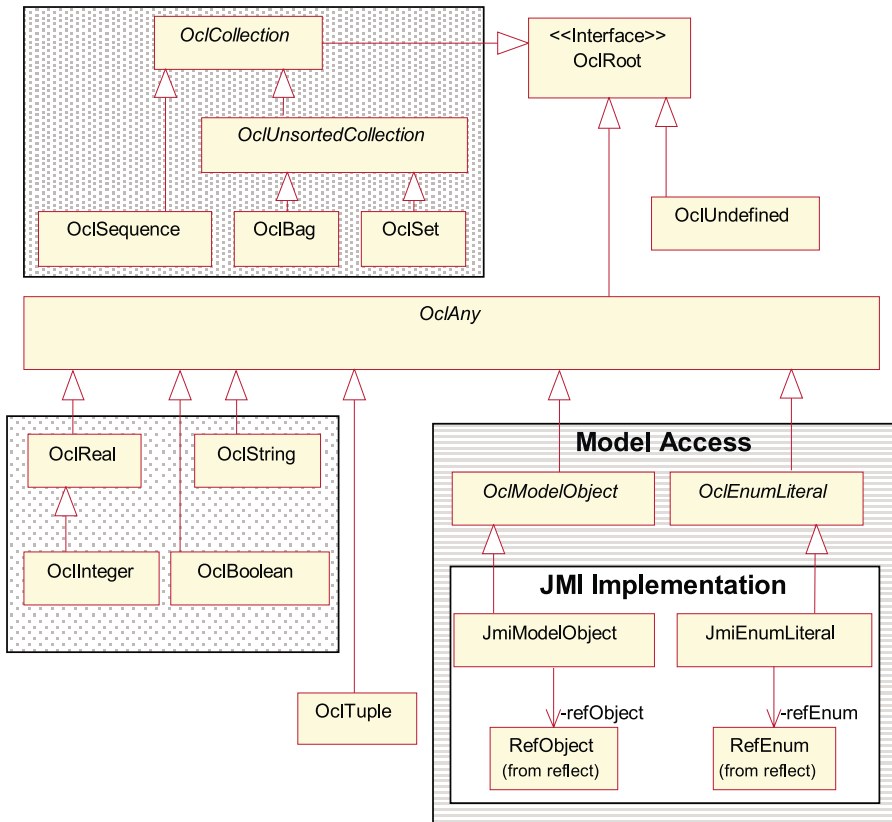 OclCollection
<<Interface>>
OclRoot
OclUnsortedCollection
OclSequence
OclBag
OclSet
OclUndefined
OclAny
Model Access
OclReal
OclString
OclModelObject
OclEnumLiteral
OclInteger
OclBoolean
JMI Implementation
JmiModelObject
JmiEnumLiteral
OclTuple
-refObject
-refEnum
RefObject
(from reflect)
RefEnum
(from reflect)